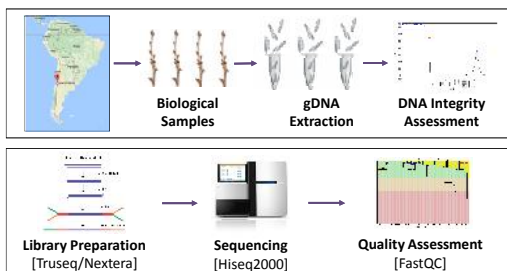 Biological
Samples
gDNA
Extraction
DNA Integrity
Assessment
Library Preparation
[Truseq/Nextera]
Sequencing
[Hiseq2000]
Quality Assessment
[FastQC]